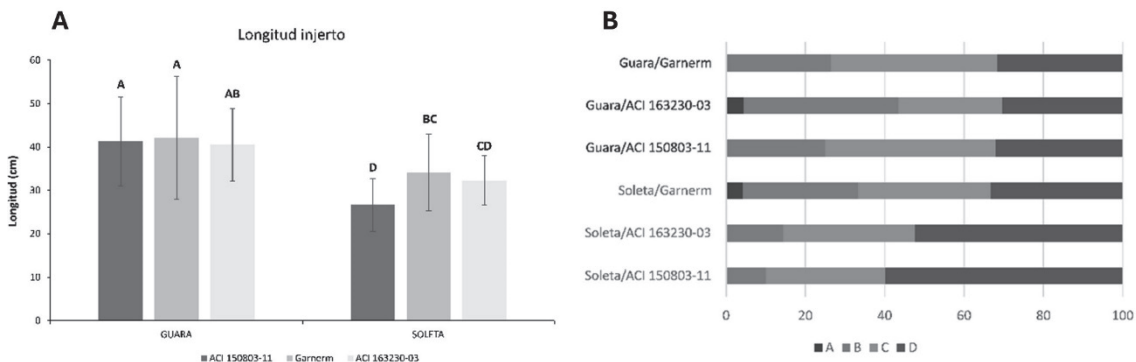 A
Longitud injerto
Longitud (cm)
60
50
40
30
20
10
0
A
A
AB
D
BC
CD
GUARA
SOLETA
ACI 150803-11
Garnerm
ACI 163230-03
B
Guara/Garnerm
Guara/ACI 163230-03
Guara/ACI 150803-11
Soleta/Garnerm
Soleta/ACI 163230-03
Soleta/ACI 150803-11
0
20
40
60
80
100
A
B
C
D